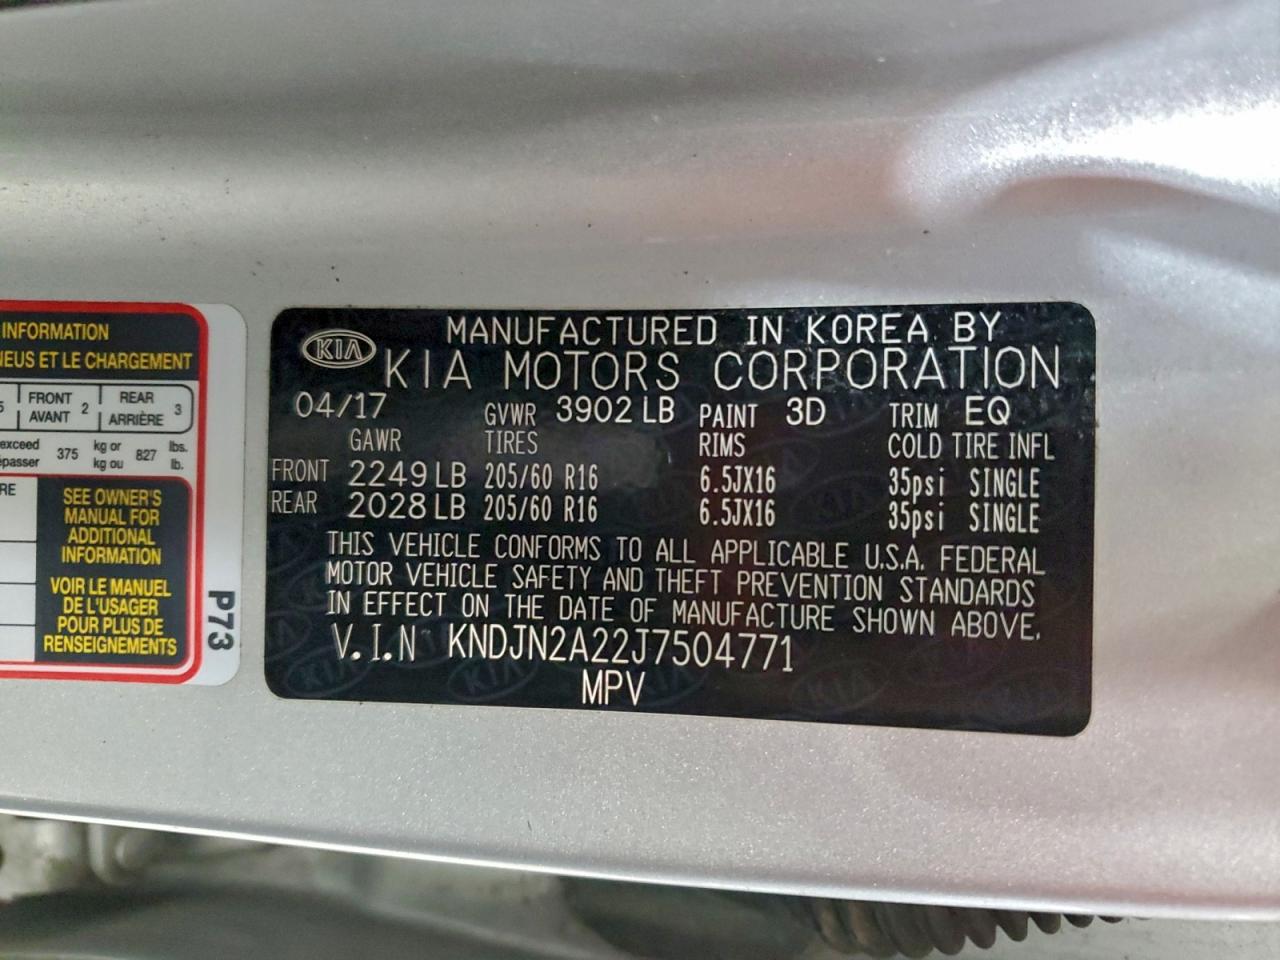 INFORMATION
NEUS ET LE CHARGEMENT
5 FRONT AVANT 2 REAR ARRIÈRE 3
exceed 375 kg or 827 lbs.
épasser kg ou lb.
RE
SEE OWNER'S
MANUAL FOR
ADDITIONAL
INFORMATION
VOIR LE MANUEL
DE L'USAGER
POUR PLUS DE
RENSEIGNEMENTS
P73
KIA
MANUFACTURED IN KOREA BY
KIA MOTORS CORPORATION
04/17 GVWR 3902 LB PAINT 3D TRIM EQ
GAWR TIRES RIMS COLD TIRE INFL
FRONT 2249 LB 205/60 R16 6.5JX16 35psi SINGLE
REAR 2028 LB 205/60 R16 6.5JX16 35psi SINGLE
THIS VEHICLE CONFORMS TO ALL APPLICABLE U.S.A. FEDERAL
MOTOR VEHICLE SAFETY AND THEFT PREVENTION STANDARDS
IN EFFECT ON THE DATE OF MANUFACTURE SHOWN ABOVE.
V.I.N KNDJN2A22J7504771
MPV